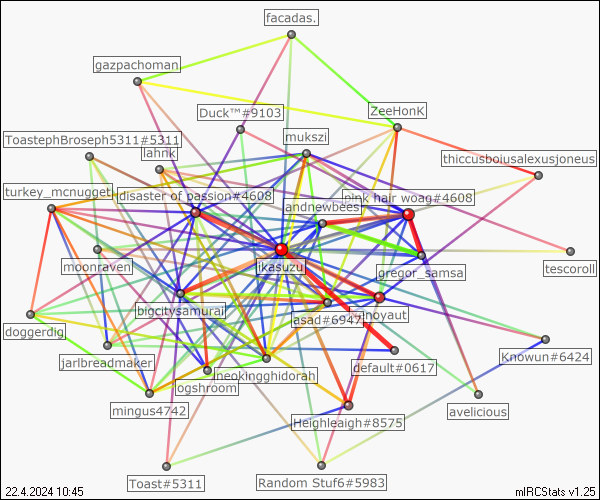 facadas.
gazpachoman
Duck™#9103
ZeeHonK
ToastephBroseph5311#5311
mukszi
lahnk
thiccusboiusalexusjoneus
turkey_mcnugget
disaster of passion#4608
pink hair woag#4608
andnewbees
moonraven
ikasuzu
gregor_samsa
tescoroll
bigcitysamurai
asad#6947
doggerdig
jarlbreadmaker
neokingghidorah
default#0617
Knowun#6424
ogshroom
mingus4742
Heighleaigh#8575
avelicious
Toast#5311
Random Stuf6#5983
22.4.2024 10:45
mIRCStats v1.25